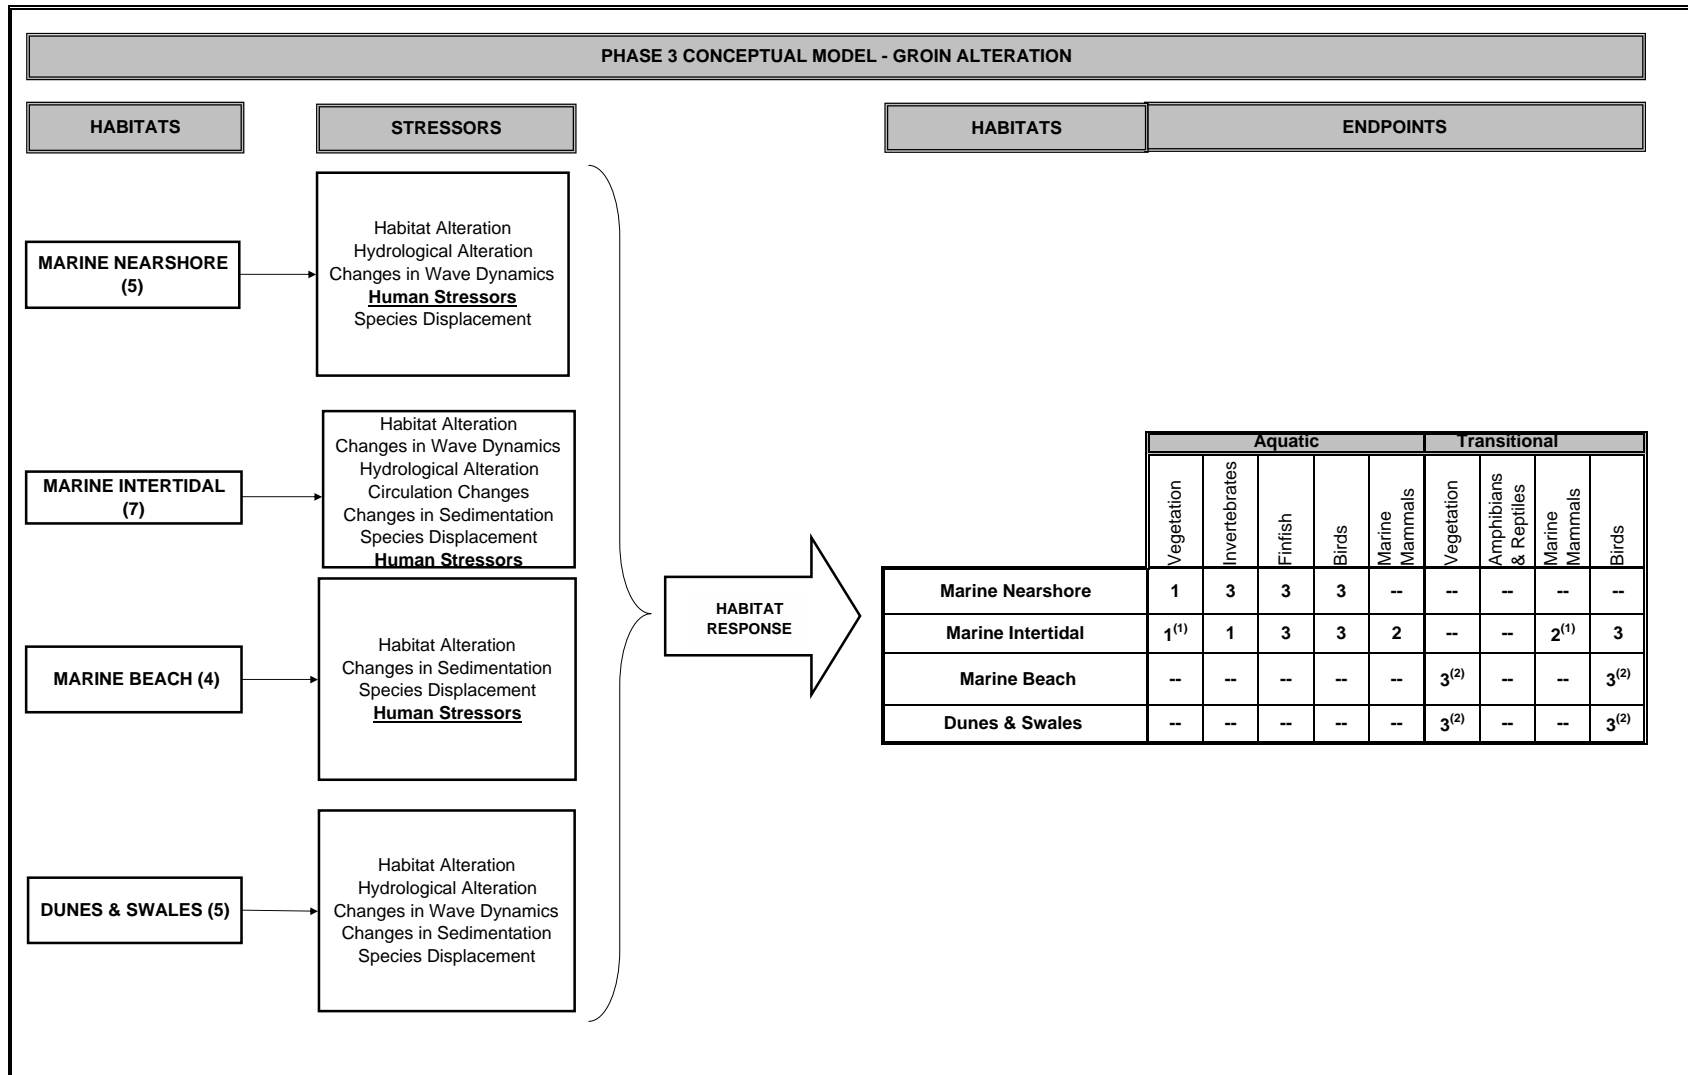 PHASE 3 CONCEPTUAL MODEL - GROIN ALTERATION
HABITATS
STRESSORS
HABITATS
ENDPOINTS
MARINE NEARSHORE
(5)
Habitat Alteration
Hydrological Alteration
Changes in Wave Dynamics
Human Stressors
Species Displacement
MARINE INTERTIDAL
(7)
Habitat Alteration
Changes in Wave Dynamics
Hydrological Alteration
Circulation Changes
Changes in Sedimentation
Species Displacement
Human Stressors
MARINE BEACH (4)
Habitat Alteration
Changes in Sedimentation
Species Displacement
Human Stressors
DUNES & SWALES (5)
Habitat Alteration
Hydrological Alteration
Changes in Wave Dynamics
Changes in Sedimentation
Species Displacement
HABITAT
RESPONSE
Aquatic Transitional
Vegetation
Invertebrates
Finfish
Birds
Marine
Mammals
Vegetation
Amphibians
& Reptiles
Marine
Mammals
Birds
Marine Nearshore 1 3 3 3 -- -- -- -- --
Marine Intertidal 1(1) 1 3 3 2 -- -- 2(1) 3
Marine Beach -- -- -- -- -- 3(2) -- -- 3(2)
Dunes & Swales -- -- -- -- -- 3(2) -- -- 3(2)